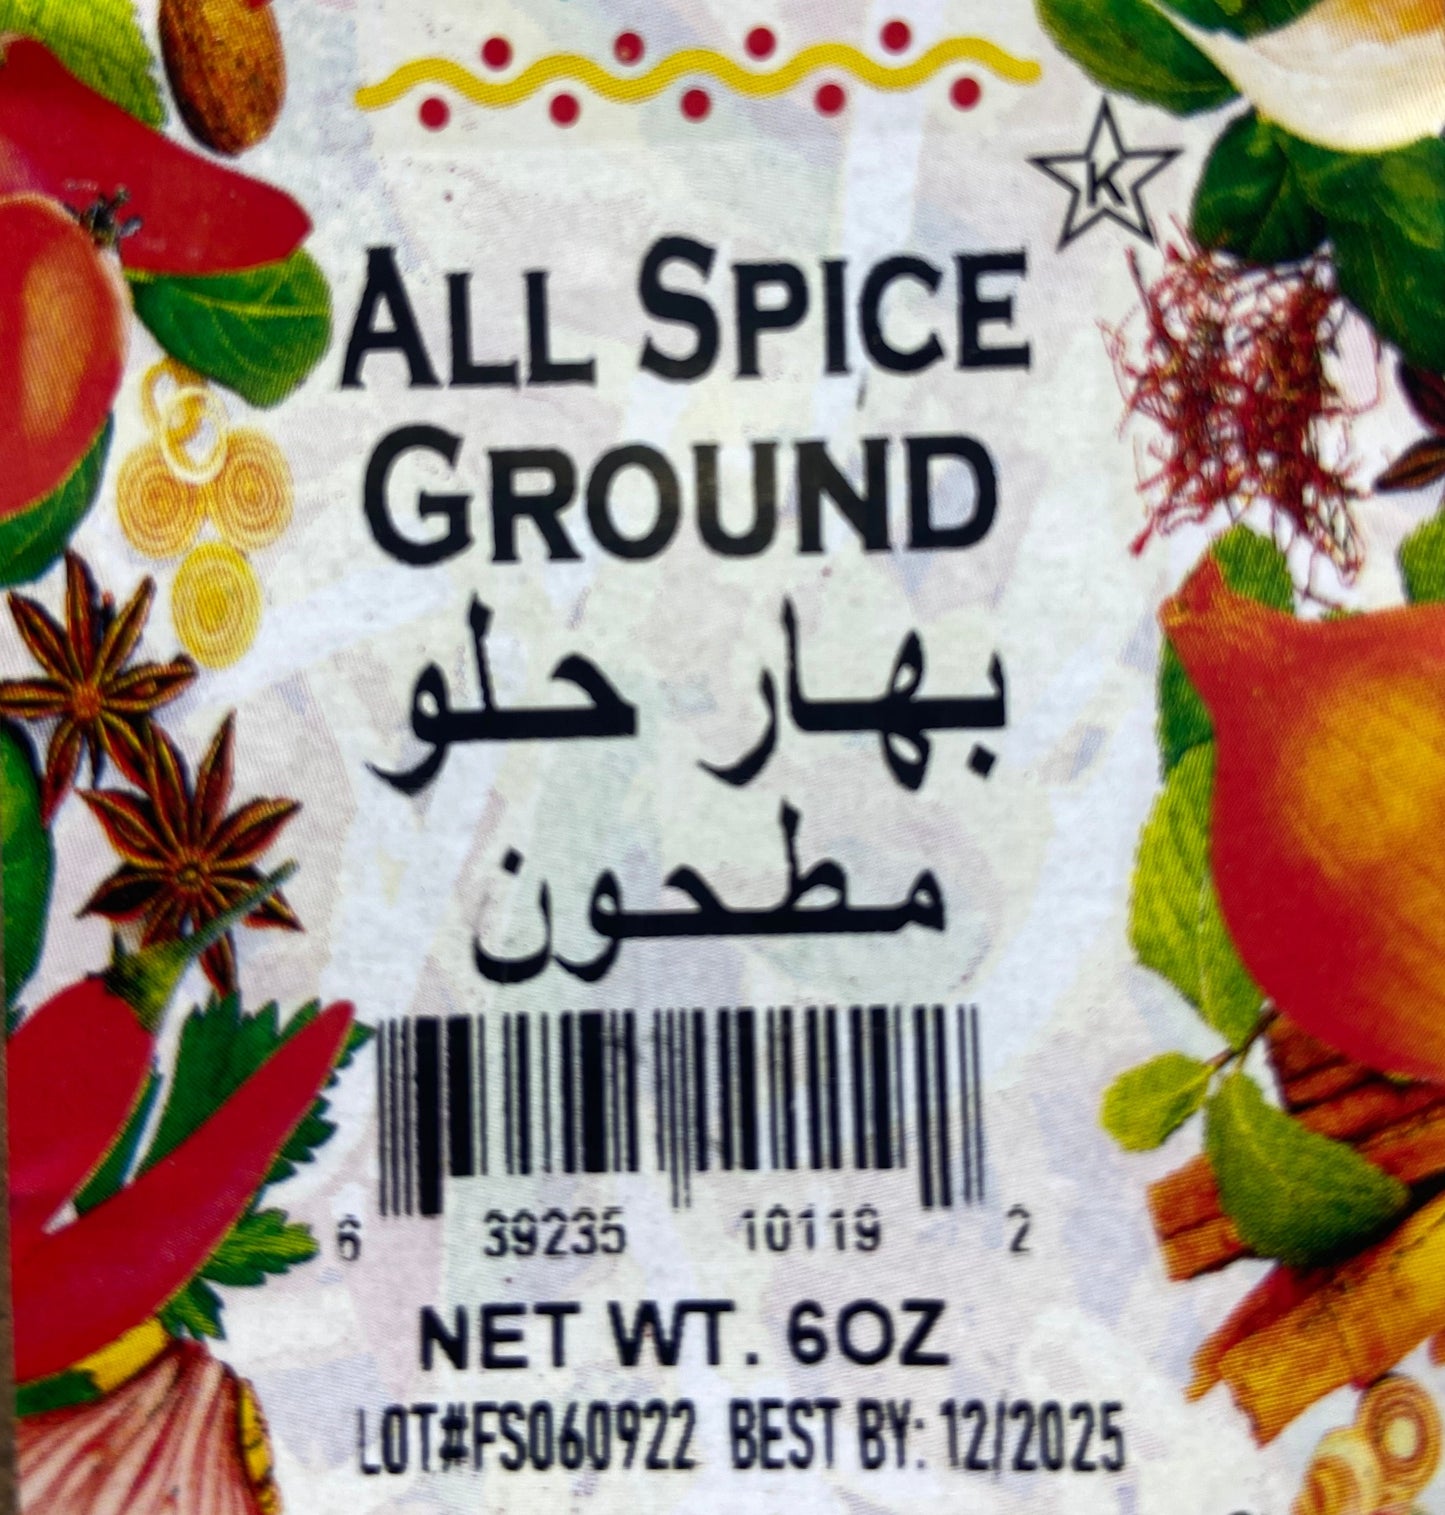 K
ALL SPICE
GROUND
بهار حلو
مطحون
6 39235 10119 2
NET WT. 6OZ
LOT#FS060922 BEST BY: 12/2025